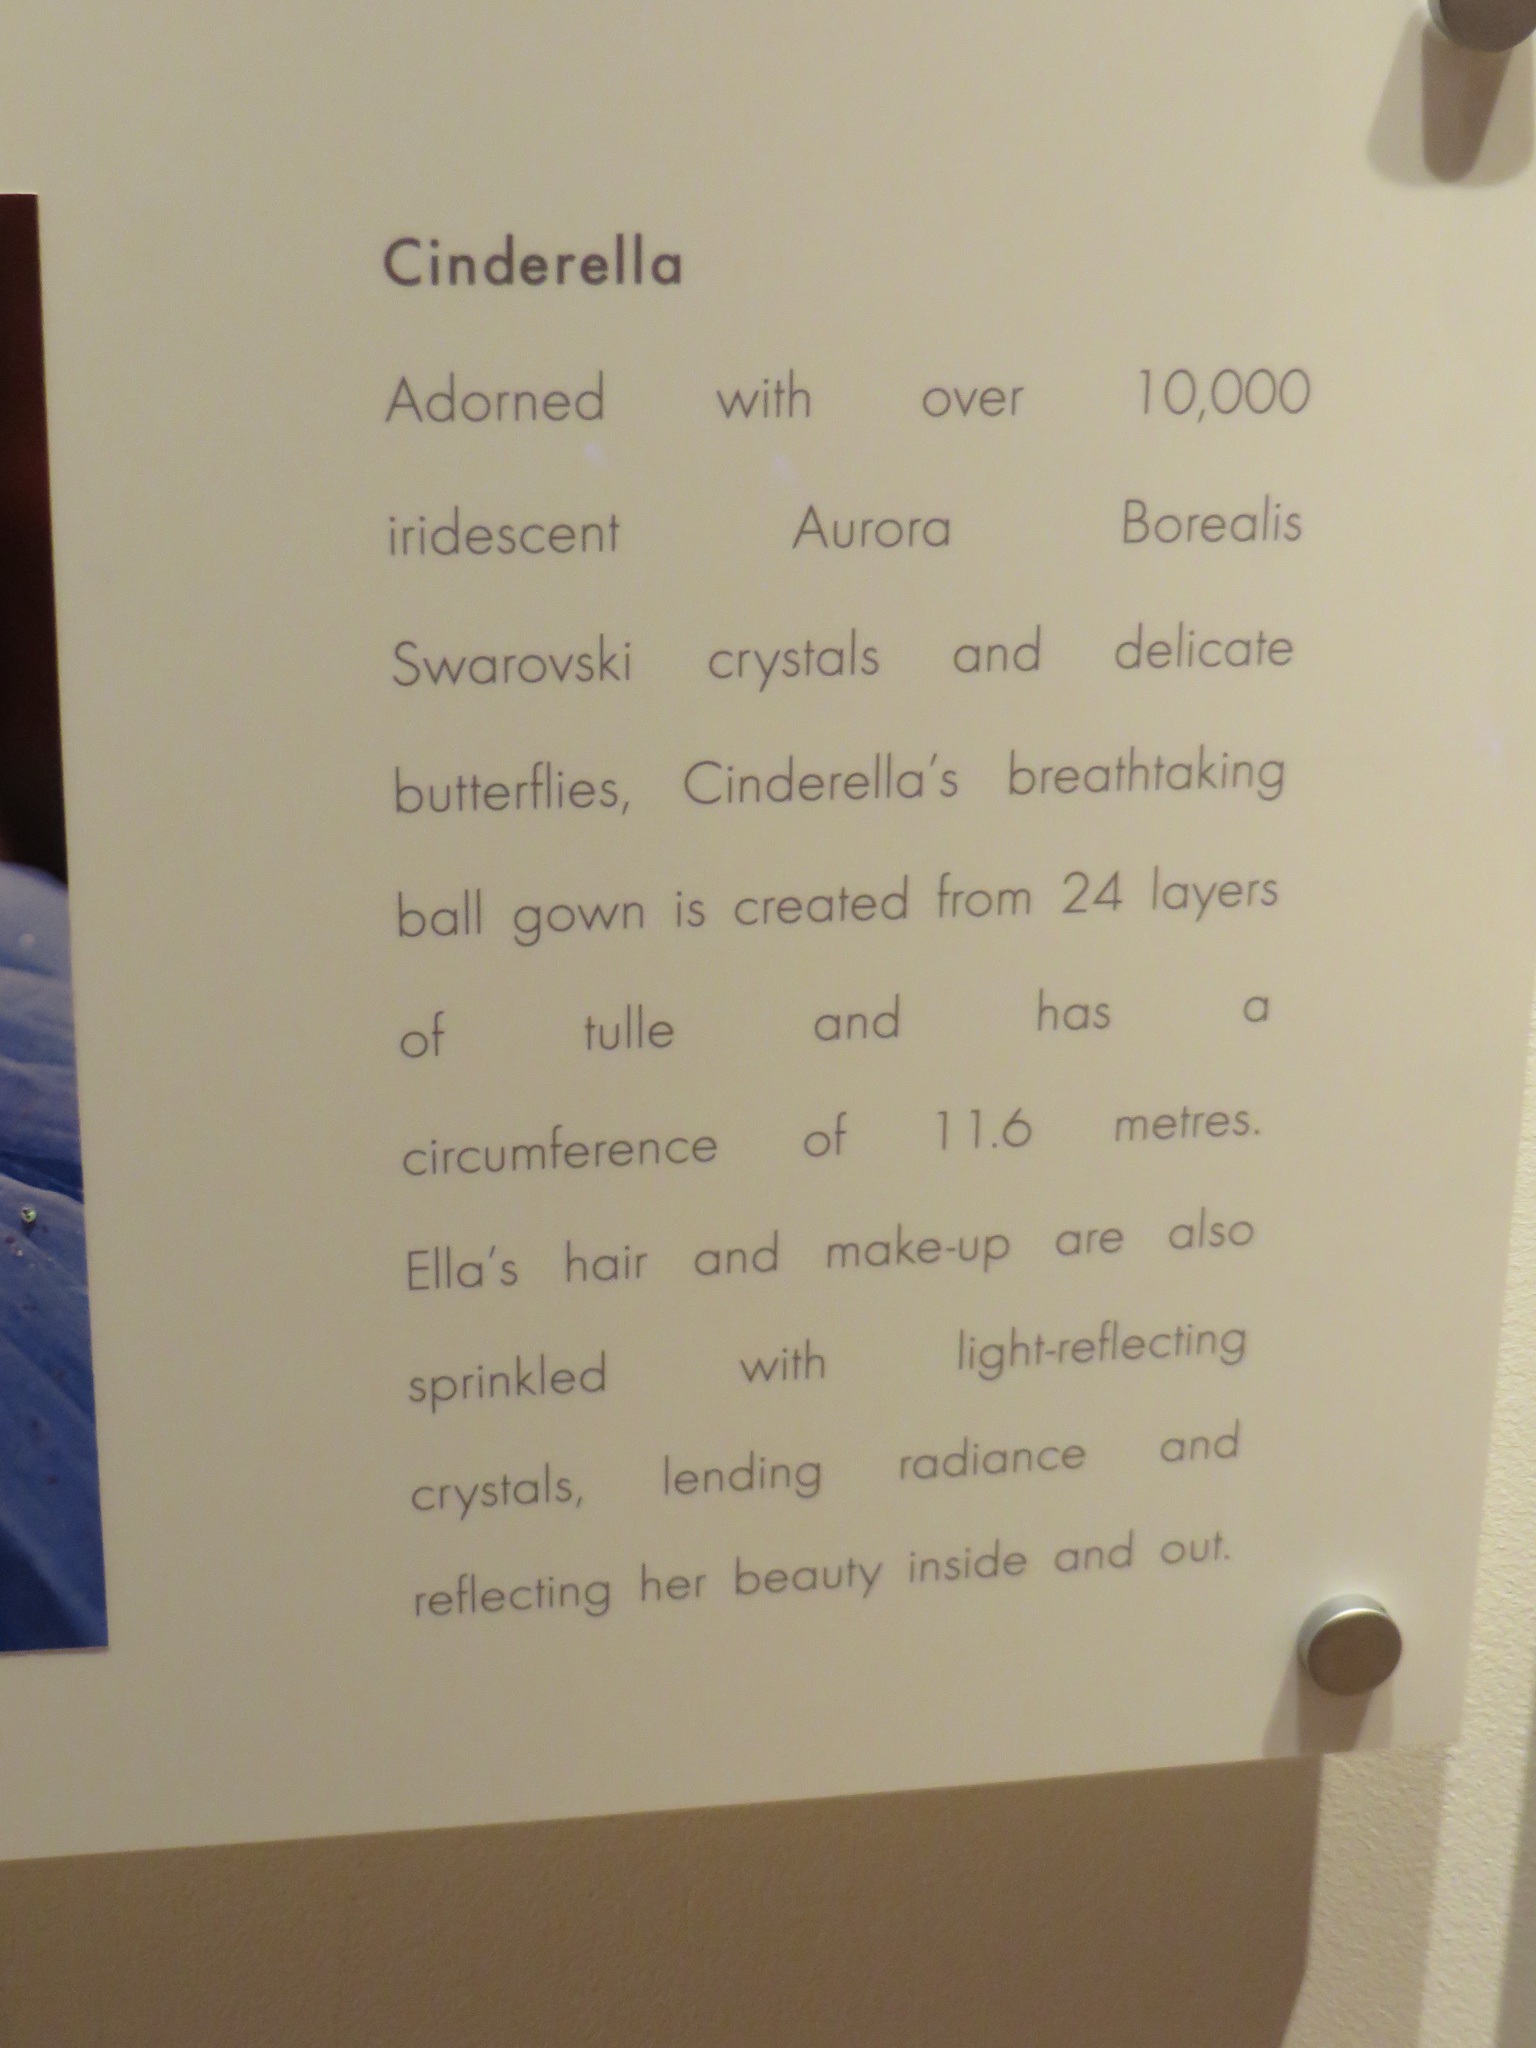 Cinderella
Adorned with over 10,000
iridescent Aurora Borealis
Swarovski crystals and delicate
butterflies, Cinderella's breathtaking
ball gown is created from 24 layers
of tulle and has a
circumference of 11.6 metres.
Ella's hair and make-up are also
sprinkled with light-reflecting
crystals, lending radiance and
reflecting her beauty inside and out.